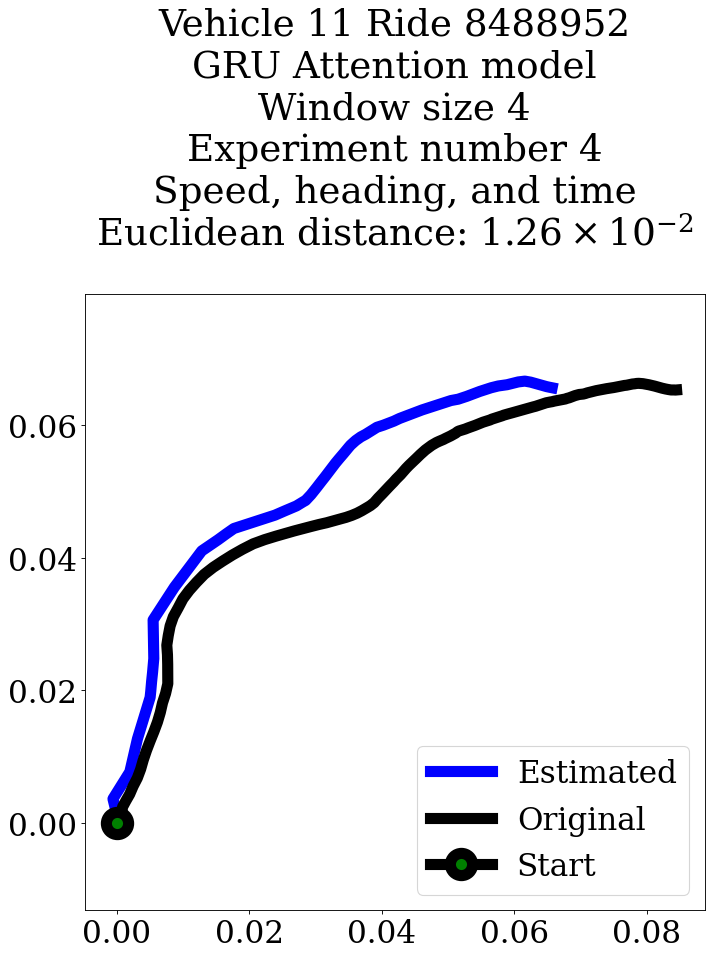 Vehicle 11 Ride 8488952
GRU Attention model
Window size 4
Experiment number 4
Speed, heading, and time
Euclidean distance: 1.26 × 10⁻²
0.06
0.04
0.02
0.00
Estimated
Original
Start
0.00 0.02 0.04 0.06 0.08